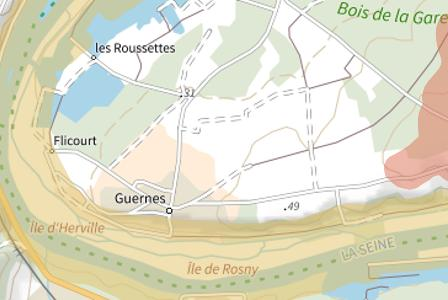 Bois de la Gare
les Roussettes
31
Flicourt
Guernes
.49
Île d'Herville
LA SEINE
Île de Rosny